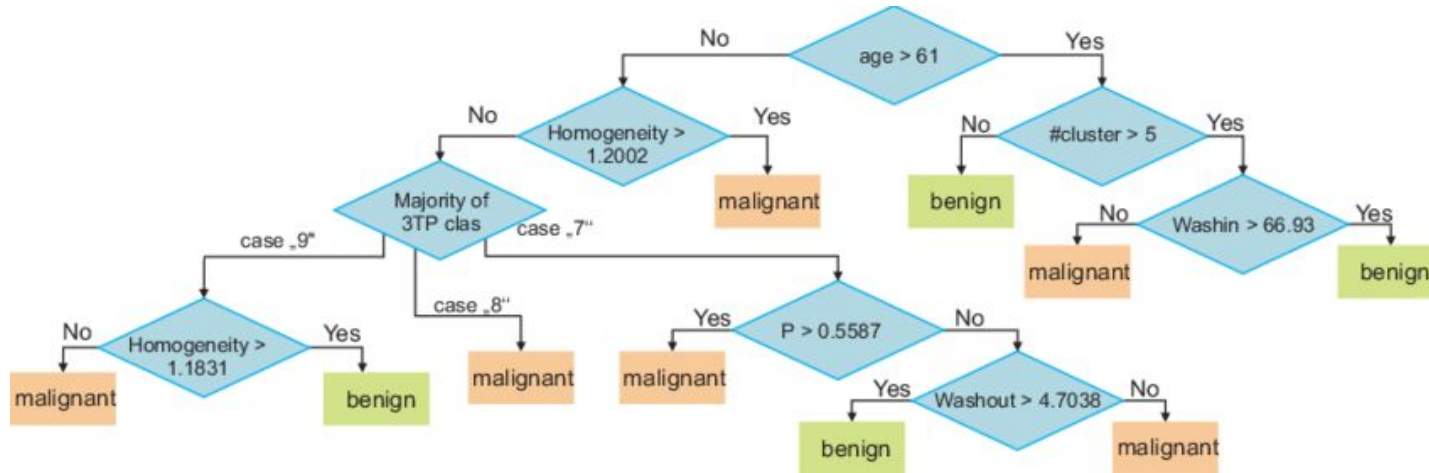 No
age > 61
Yes
No
Homogeneity >
1.2002
Yes
No
#cluster > 5
Yes
malignant
benign
Majority of
3TP clas
No
Washin > 66.93
Yes
malignant
benign
case „9"
case „8“
case „7“
No
Homogeneity >
1.1831
Yes
malignant
benign
malignant
Yes
P > 0.5587
No
malignant
Yes
Washout > 4.7038
No
benign
malignant